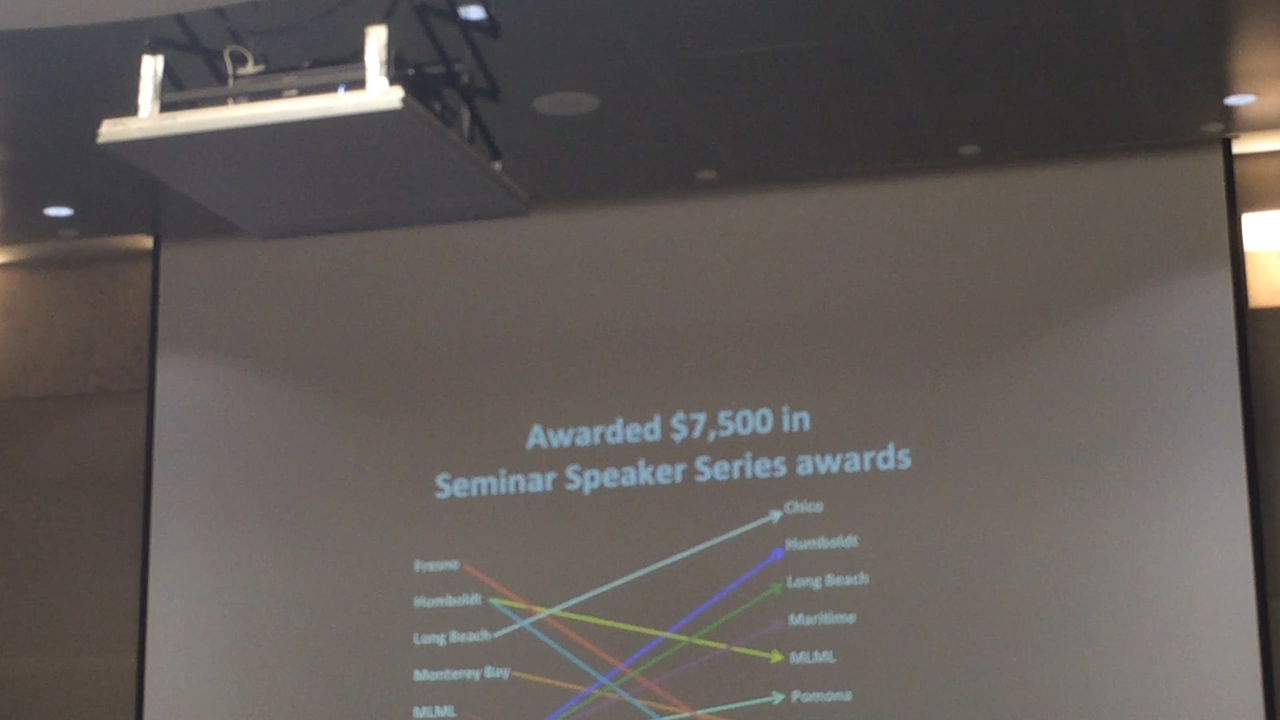 Awarded $7,500 in
Seminar Speaker Series awards
Chico
Humboldt
Long Beach
Maritime
MLML
Pomona
Fresno
Humboldt
Long Beach
Monterey Bay
MLML